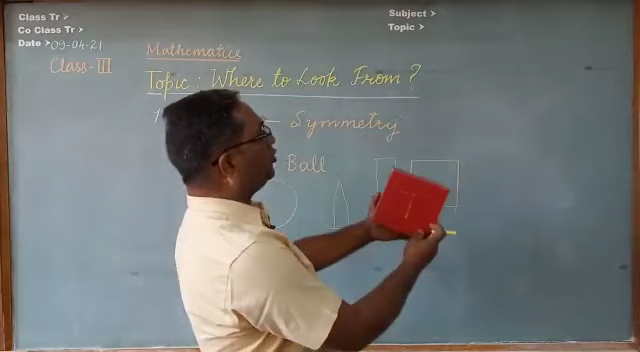 Class Tr >
Co Class Tr >
Date > 09-04-21
Subject >
Topic >
Mathematics
Class-III
Topic : Where to Look From ?
— Symmetry
Ball